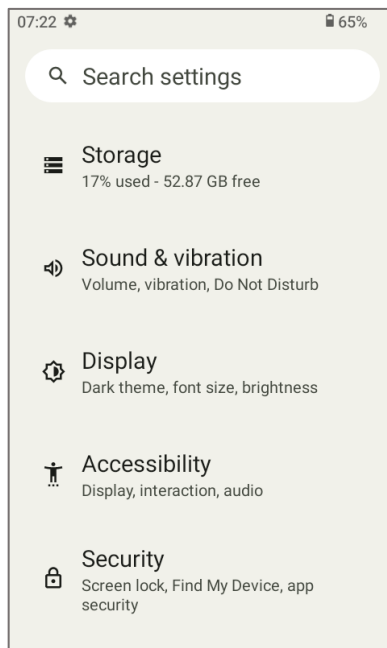 07:22 65%
Search settings
Storage
17% used - 52.87 GB free
Sound & vibration
Volume, vibration, Do Not Disturb
Display
Dark theme, font size, brightness
Accessibility
Display, interaction, audio
Security
Screen lock, Find My Device, app
security